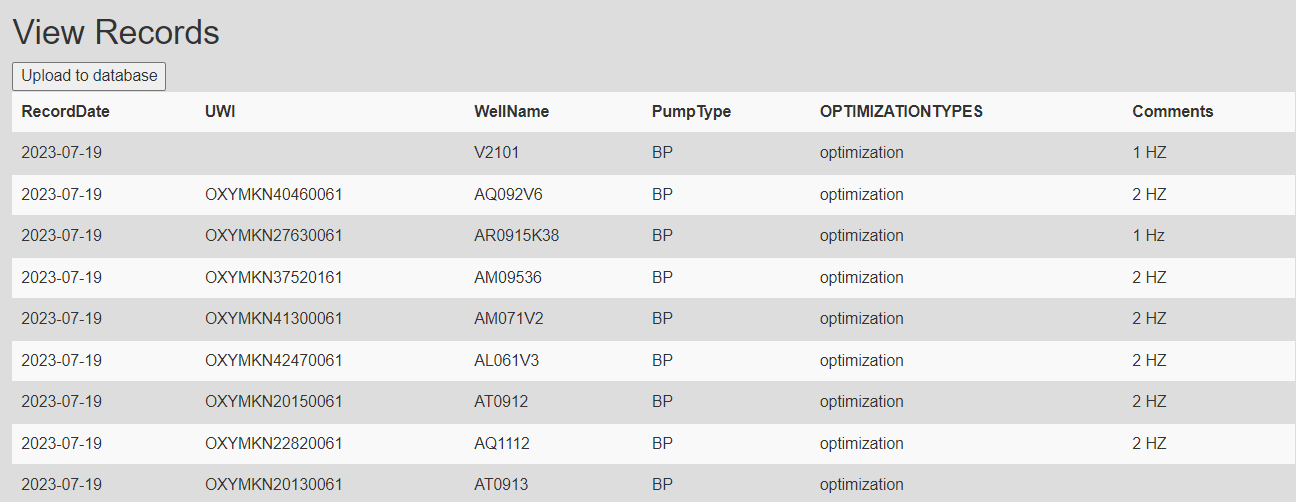 View Records
Upload to database
RecordDate UWI WellName PumpType OPTIMIZATIONTYPES Comments
2023-07-19 V2101 BP optimization 1 HZ
2023-07-19 OXYMKN40460061 AQ092V6 BP optimization 2 HZ
2023-07-19 OXYMKN27630061 AR0915K38 BP optimization 1 Hz
2023-07-19 OXYMKN37520161 AM09536 BP optimization 2 HZ
2023-07-19 OXYMKN41300061 AM071V2 BP optimization 2 HZ
2023-07-19 OXYMKN42470061 AL061V3 BP optimization 2 HZ
2023-07-19 OXYMKN20150061 AT0912 BP optimization 2 HZ
2023-07-19 OXYMKN22820061 AQ1112 BP optimization 2 HZ
2023-07-19 OXYMKN20130061 AT0913 BP optimization